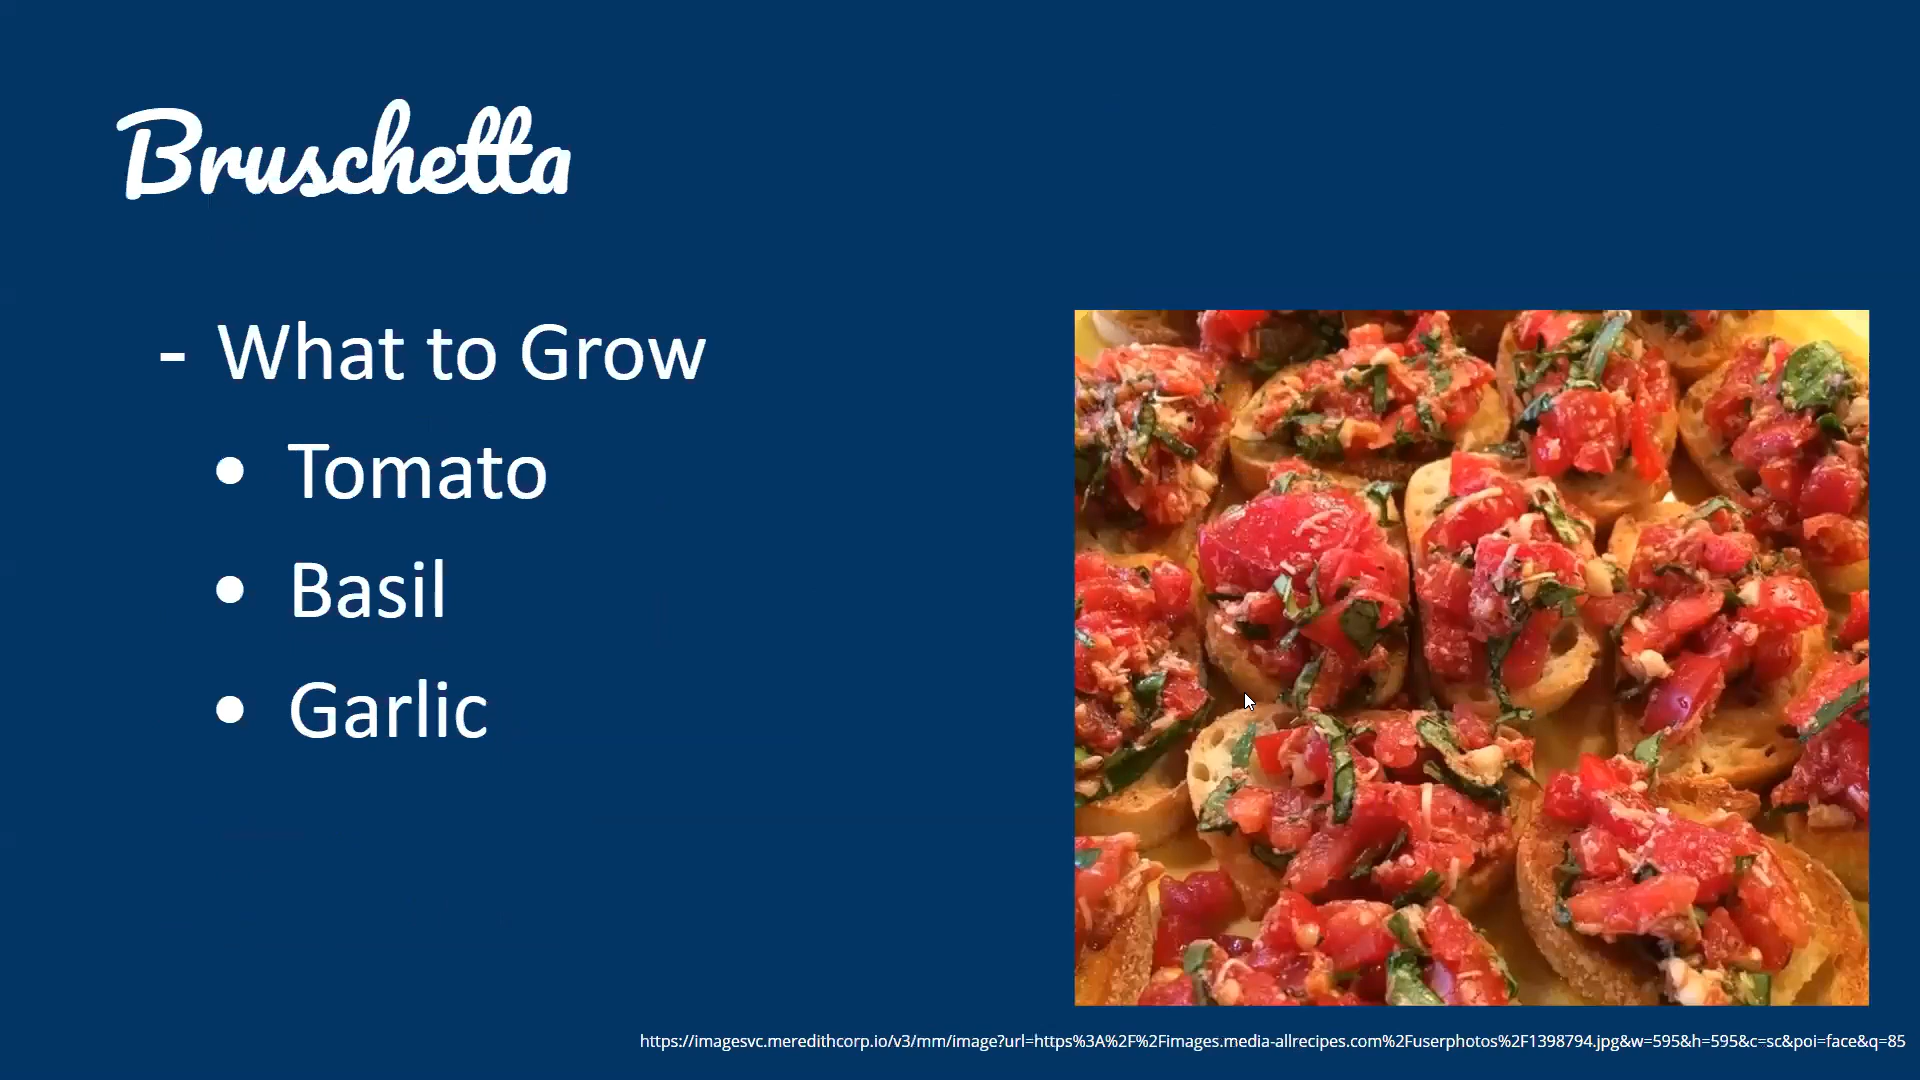 Bruschetta
- What to Grow
• Tomato
• Basil
• Garlic
https://imagesvc.meredithcorp.io/v3/mm/image?url=https%3A%2F%2Fimages.media-allrecipes.com%2Fuserphotos%2F1398794.jpg&w=595&h=595&c=sc&poi=face&q=85